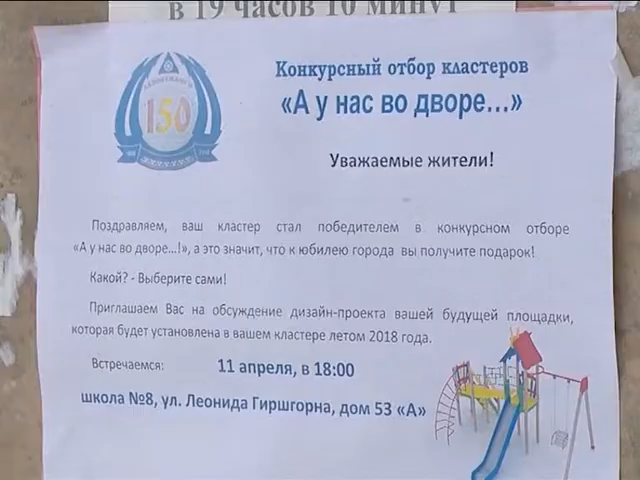 в 19 часов 10 минут
150
Конкурсный отбор кластеров
«А у нас во дворе...»
Уважаемые жители!
Поздравляем, ваш кластер стал победителем в конкурсном отборе
«А у нас во дворе...!», а это значит, что к юбилею города вы получите подарок!
Какой? - Выберите сами!
Приглашаем Вас на обсуждение дизайн-проекта вашей будущей площадки,
которая будет установлена в вашем кластере летом 2018 года.
Встречаемся: 11 апреля, в 18:00
школа №8, ул. Леонида Гиршгорна, дом 53 «А»